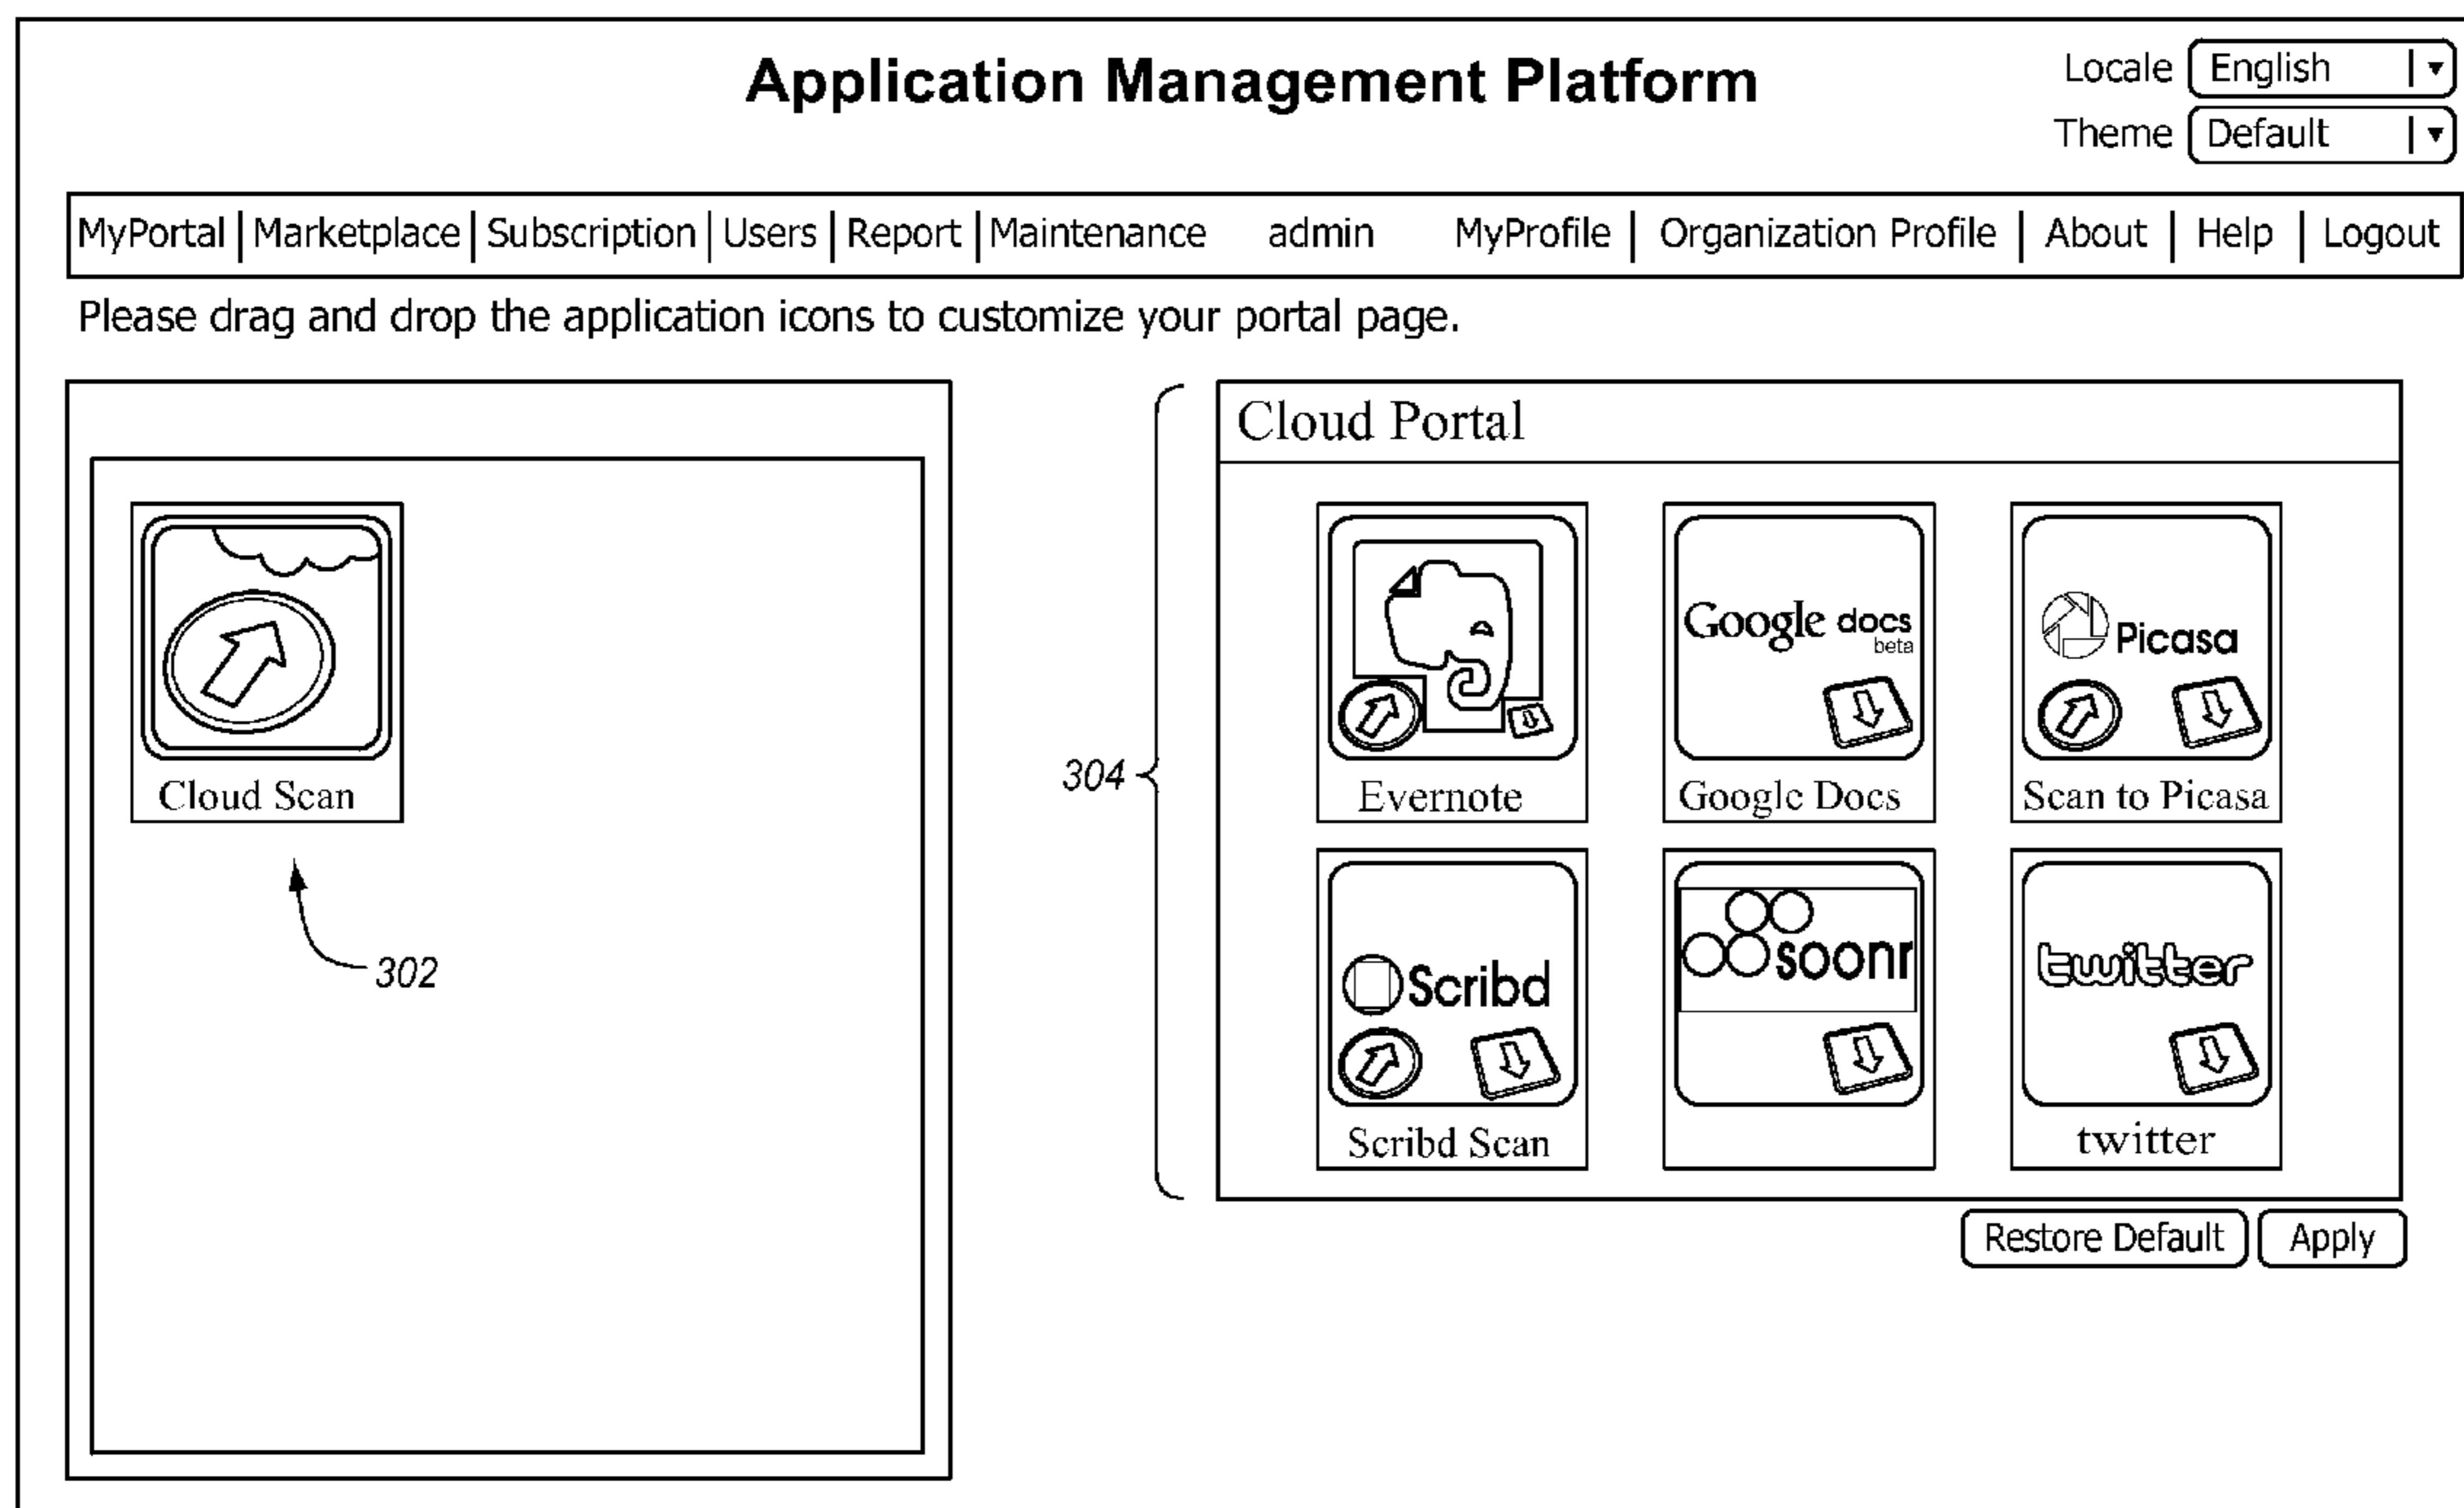 Application Management Platform
Locale English
Theme Default
MyPortal | Marketplace | Subscription | Users | Report | Maintenance admin MyProfile | Organization Profile | About | Help | Logout
Please drag and drop the application icons to customize your portal page.
Cloud Scan
302
304
Cloud Portal
Google docs
beta
Picasa
Evernote
Google Docs
Scan to Picasa
Scribd
soonr
twitter
Scribd Scan
twitter
Restore Default
Apply